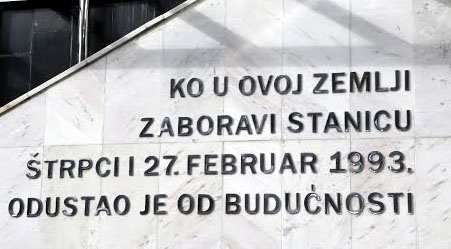 KO U OVOJ ZEMLJI
ZABORAVI STANICU
ŠTRPCI I 27. FEBRUAR 1993.
ODUSTAO JE OD BUDUĆNOSTI